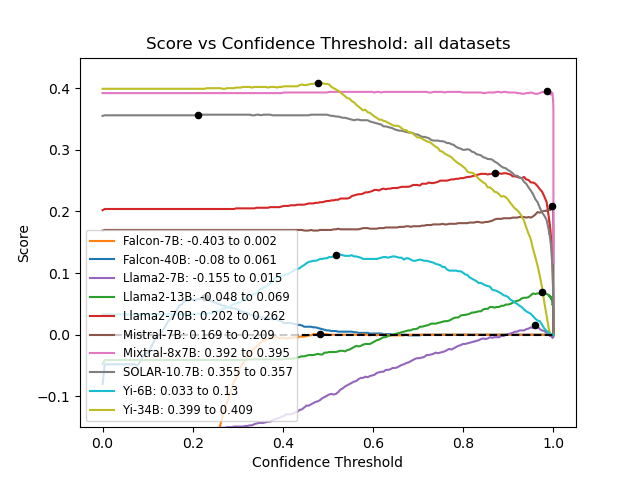 Score vs Confidence Threshold: all datasets
Score
0.4
0.3
0.2
0.1
0.0
−0.1
Falcon-7B: -0.403 to 0.002
Falcon-40B: -0.08 to 0.061
Llama2-7B: -0.155 to 0.015
Llama2-13B: -0.048 to 0.069
Llama2-70B: 0.202 to 0.262
Mistral-7B: 0.169 to 0.209
Mixtral-8x7B: 0.392 to 0.395
SOLAR-10.7B: 0.355 to 0.357
Yi-6B: 0.033 to 0.13
Yi-34B: 0.399 to 0.409
0.0 0.2 0.4 0.6 0.8 1.0
Confidence Threshold